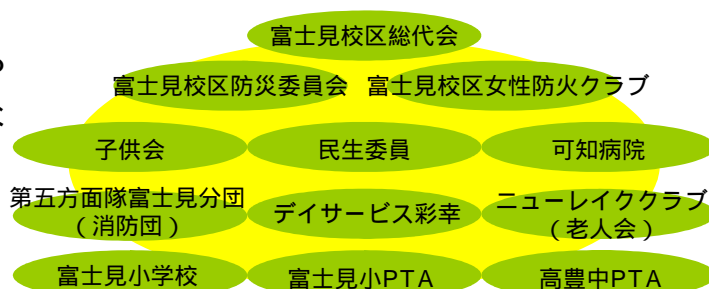 富士見校区総代会
富士見校区防災委員会 富士見校区女性防火クラブ
子供会 民生委員 可知病院
第五方面隊富士見分団
(消防団)
デイサービス彩幸
ニューレイククラブ
(老人会)
富士見小学校 富士見小PTA 高豊中PTA